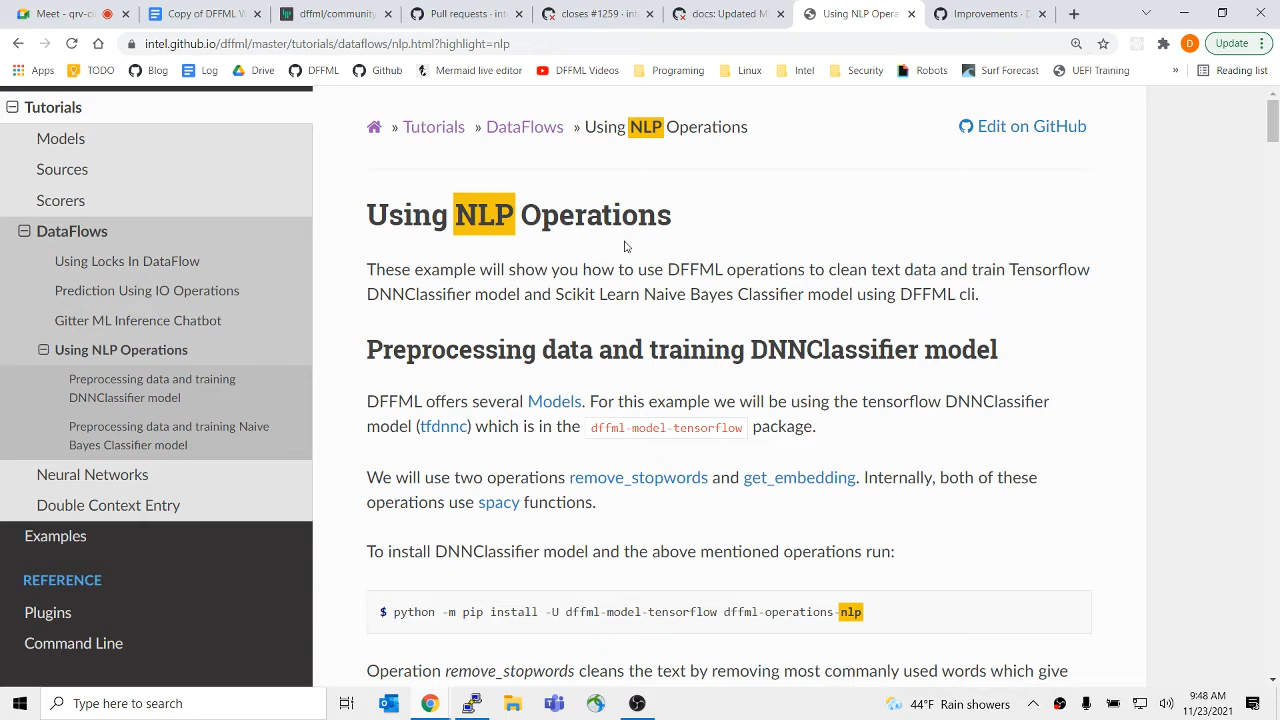 Meet - qrv-ci
Copy of DFFML W
dffml/community
Pull requests · int
closes #1259 · int
docs: Updated M
Using NLP Opera
Improvements · D
intel.github.io/dffml/master/tutorials/dataflows/nlp.html?highlight=nlp
D
Update
Apps
TODO
Blog
Log
Drive
DFFML
Github
Mermaid live editor
DFFML Videos
Programing
Linux
Intel
Security
Robots
Surf Forecast
UEFI Training
»
Reading list
Tutorials
Models
Sources
Scorers
DataFlows
Using Locks In DataFlow
Prediction Using IO Operations
Gitter ML Inference Chatbot
Using NLP Operations
Preprocessing data and training
DNNClassifier model
Preprocessing data and training Naive
Bayes Classifier model
Neural Networks
Double Context Entry
Examples
REFERENCE
Plugins
Command Line
» Tutorials » DataFlows » Using NLP Operations
Edit on GitHub
Using NLP Operations
These example will show you how to use DFFML operations to clean text data and train Tensorflow
DNNClassifier model and Scikit Learn Naive Bayes Classifier model using DFFML cli.
Preprocessing data and training DNNClassifier model
DFFML offers several Models. For this example we will be using the tensorflow DNNClassifier
model (tfdnnc) which is in the dffml-model-tensorflow package.
We will use two operations remove_stopwords and get_embedding. Internally, both of these
operations use spacy functions.
To install DNNClassifier model and the above mentioned operations run:
$ python -m pip install -U dffml-model-tensorflow dffml-operations-nlp
Operation remove_stopwords cleans the text by removing most commanly used words which give
Type here to search
44°F Rain showers
9:48 AM
11/23/2021